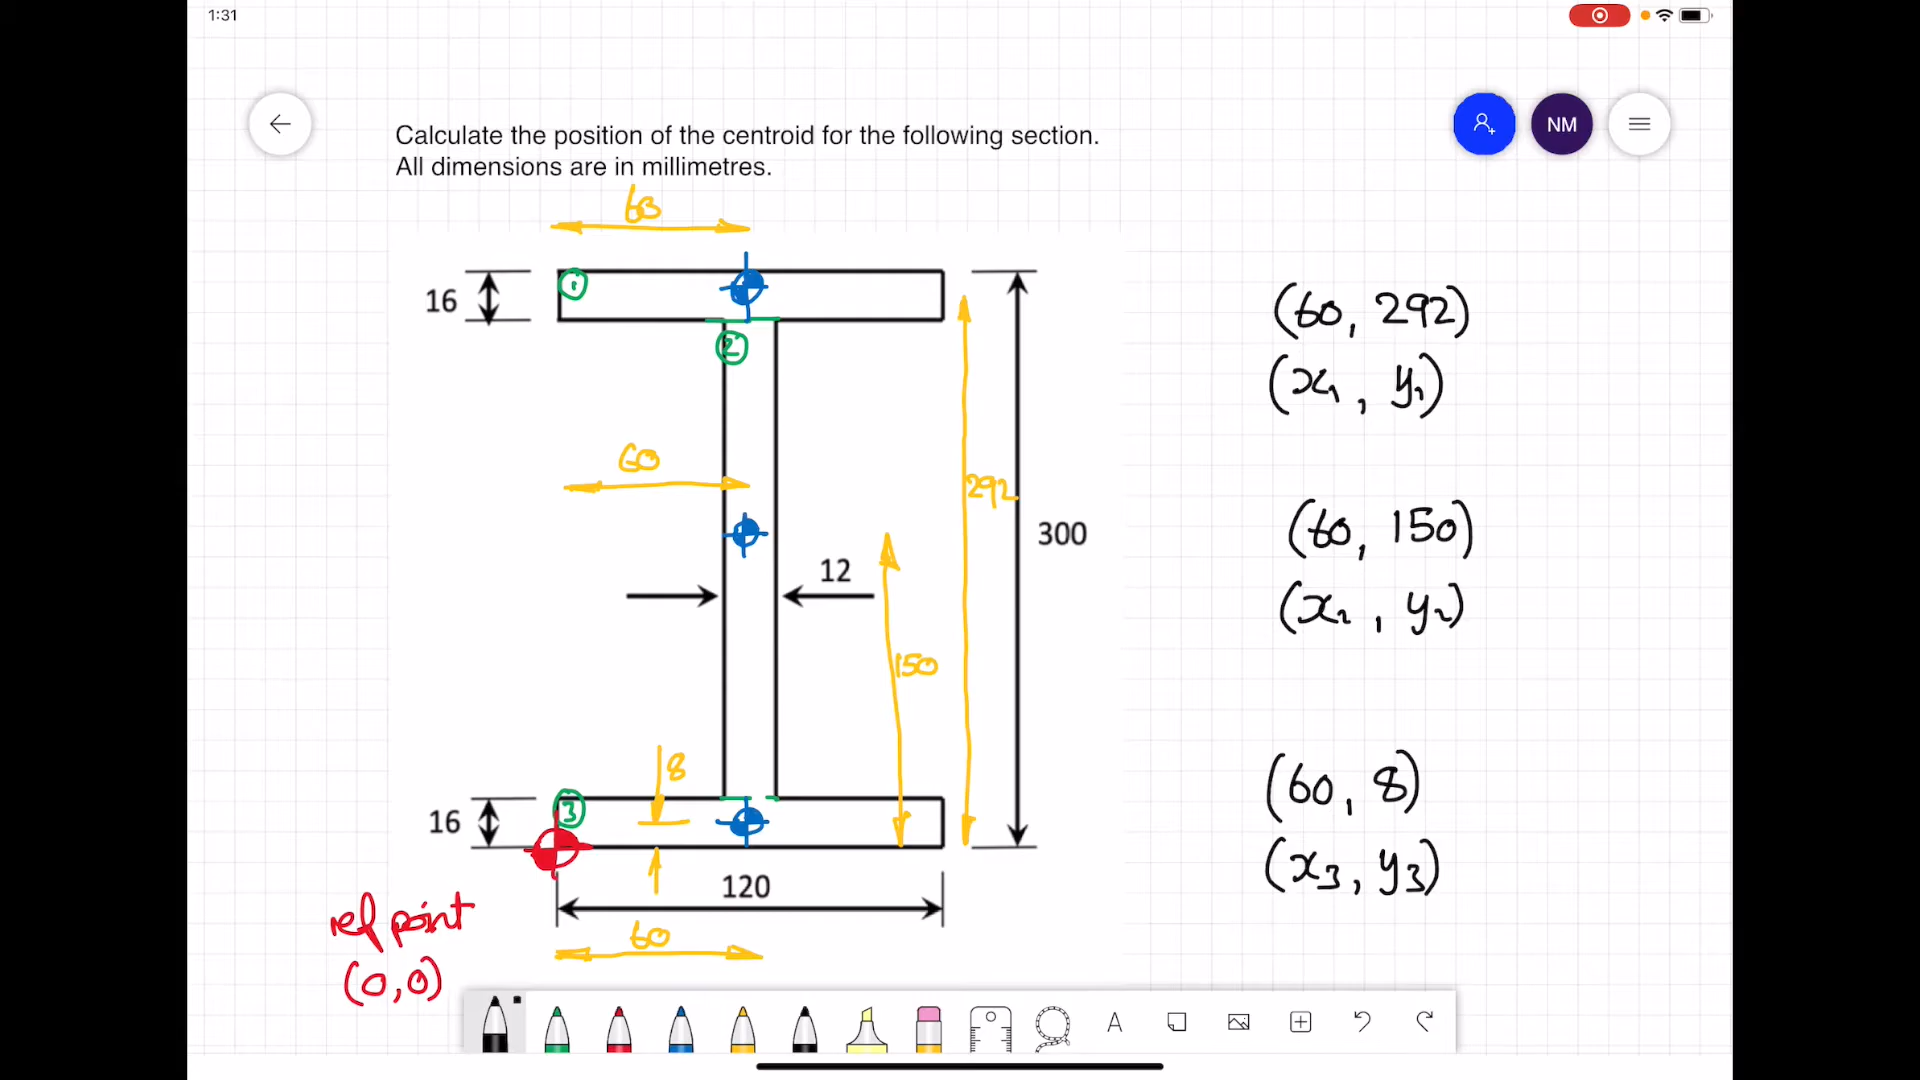 1:31
NM
Calculate the position of the centroid for the following section.
All dimensions are in millimetres.
60
16
1
(60, 292)
2
(x1, y1)
60
292
300
(60, 150)
12
(x2, y2)
150
8
(60, 8)
16
3
(x3, y3)
120
ref point
60
(0,0)
A